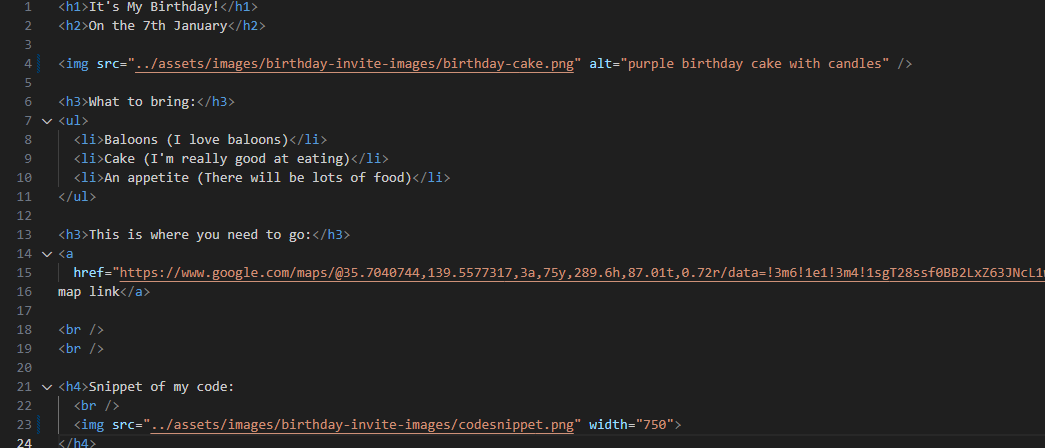 1 <h1>It's My Birthday!</h1>
2 <h2>On the 7th January</h2>
3
4 <img src="../assets/images/birthday-invite-images/birthday-cake.png" alt="purple birthday cake with candles" />
5
6 <h3>What to bring:</h3>
7 <ul>
8 <li>Baloons (I love baloons)</li>
9 <li>Cake (I'm really good at eating)</li>
10 <li>An appetite (There will be lots of food)</li>
11 </ul>
12
13 <h3>This is where you need to go:</h3>
14 <a
15 href="https://www.google.com/maps/@35.7040744,139.5577317,3a,75y,289.6h,87.01t,0.72r/data=!3m6!1e1!3m4!1sgT28ssf0BB2LxZ63JNcL1
16 map link</a>
17
18 <br />
19 <br />
20
21 <h4>Snippet of my code:
22 <br />
23 <img src="../assets/images/birthday-invite-images/codesnippet.png" width="750">
24 </h4>